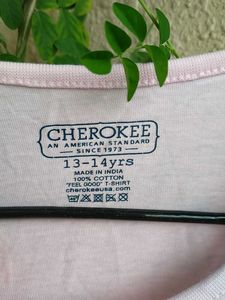 CHEROKEE
AN AMERICAN STANDARD
SINCE 1973
13-14yrs
MADE IN INDIA
100% COTTON
"FEEL GOOD" T-SHIRT
cherokeeusa.com